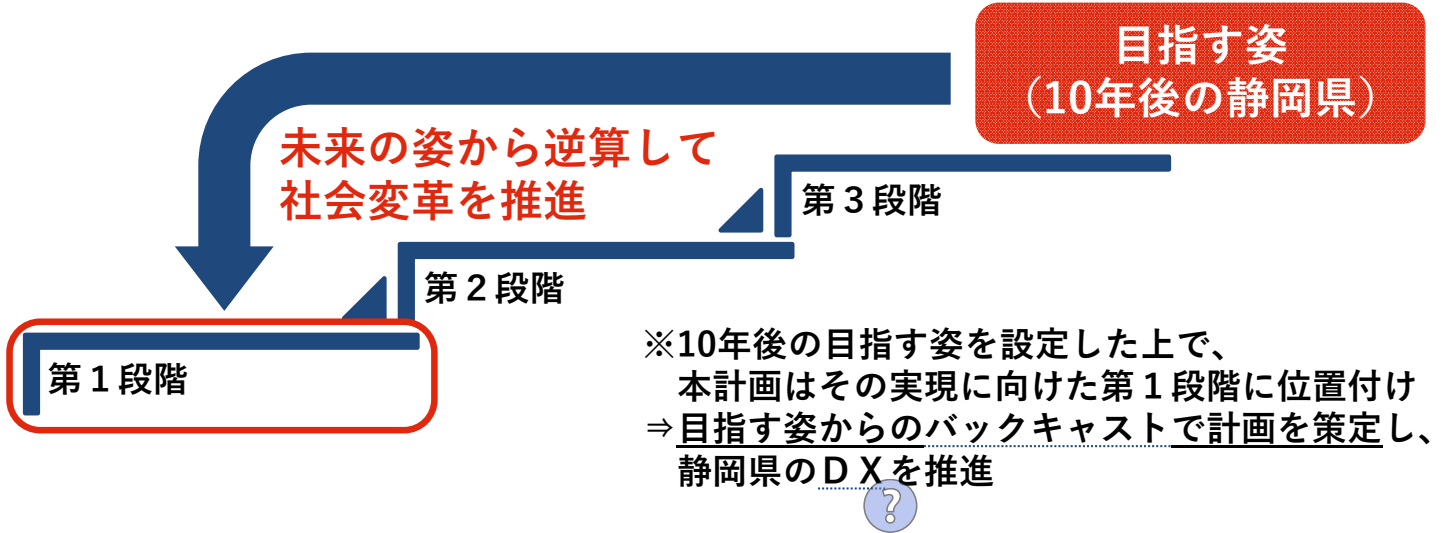 目指す姿
（10年後の静岡県）
未来の姿から逆算して
社会変革を推進
第３段階
第２段階
第１段階
※10年後の目指す姿を設定した上で、
本計画はその実現に向けた第１段階に位置付け
⇒目指す姿からのバックキャストで計画を策定し、
静岡県のＤＸを推進
?